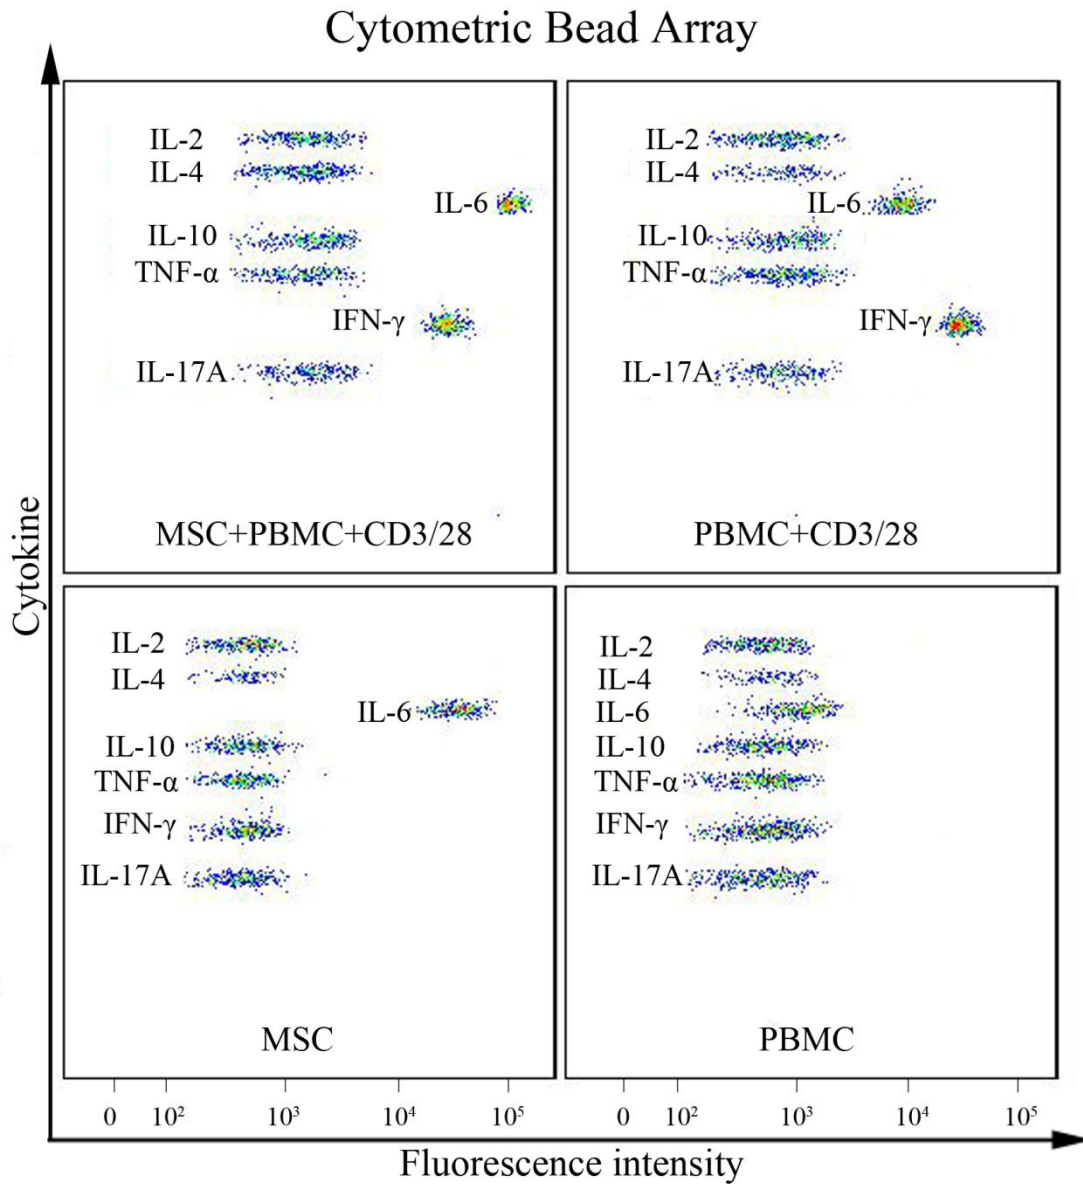 Cytometric Bead Array
IL-2
IL-4
IL-6
IL-10
TNF-α
IFN-γ
IL-17A
MSC+PBMC+CD3/28
IL-2
IL-4
IL-6
IL-10
TNF-α
IFN-γ
IL-17A
PBMC+CD3/28
Cytokine
IL-2
IL-4
IL-6
IL-10
TNF-α
IFN-γ
IL-17A
MSC
IL-2
IL-4
IL-6
IL-10
TNF-α
IFN-γ
IL-17A
PBMC
0 10² 10³ 10⁴ 10⁵
0 10² 10³ 10⁴ 10⁵
Fluorescence intensity